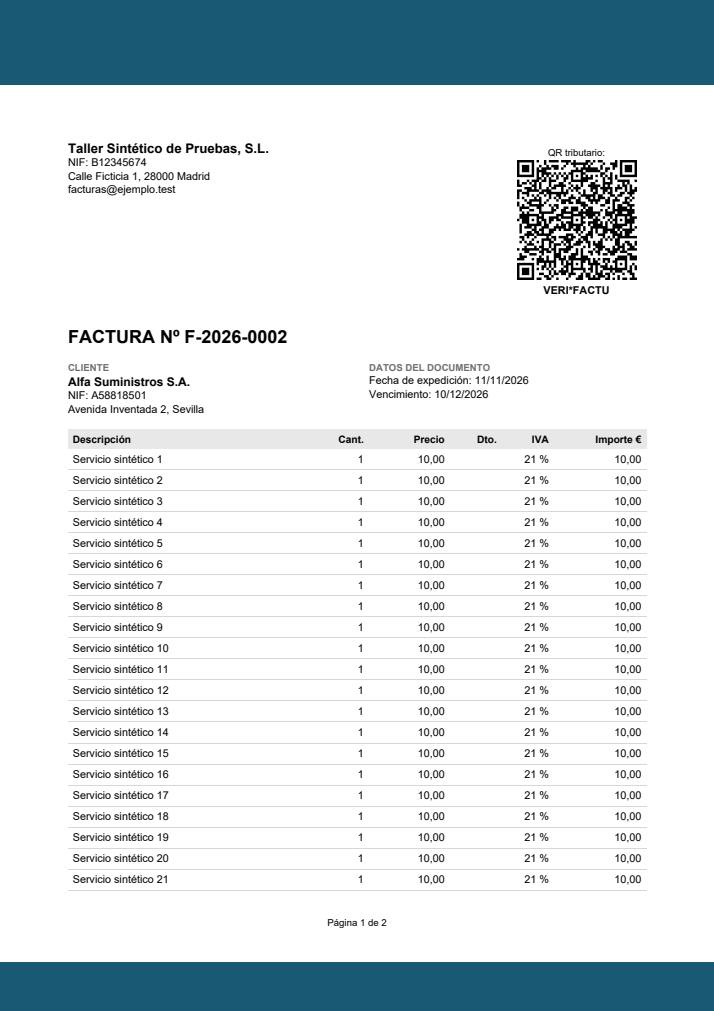 Taller Sintético de Pruebas, S.L.
NIF: B12345674
Calle Ficticia 1, 28000 Madrid
facturas@ejemplo.test
QR tributario:
VERI*FACTU
FACTURA Nº F-2026-0002
CLIENTE
Alfa Suministros S.A.
NIF: A58818501
Avenida Inventada 2, Sevilla
DATOS DEL DOCUMENTO
Fecha de expedición: 11/11/2026
Vencimiento: 10/12/2026
Descripción Cant. Precio Dto. IVA Importe €
Servicio sintético 1 1 10,00 21 % 10,00
Servicio sintético 2 1 10,00 21 % 10,00
Servicio sintético 3 1 10,00 21 % 10,00
Servicio sintético 4 1 10,00 21 % 10,00
Servicio sintético 5 1 10,00 21 % 10,00
Servicio sintético 6 1 10,00 21 % 10,00
Servicio sintético 7 1 10,00 21 % 10,00
Servicio sintético 8 1 10,00 21 % 10,00
Servicio sintético 9 1 10,00 21 % 10,00
Servicio sintético 10 1 10,00 21 % 10,00
Servicio sintético 11 1 10,00 21 % 10,00
Servicio sintético 12 1 10,00 21 % 10,00
Servicio sintético 13 1 10,00 21 % 10,00
Servicio sintético 14 1 10,00 21 % 10,00
Servicio sintético 15 1 10,00 21 % 10,00
Servicio sintético 16 1 10,00 21 % 10,00
Servicio sintético 17 1 10,00 21 % 10,00
Servicio sintético 18 1 10,00 21 % 10,00
Servicio sintético 19 1 10,00 21 % 10,00
Servicio sintético 20 1 10,00 21 % 10,00
Servicio sintético 21 1 10,00 21 % 10,00
Página 1 de 2